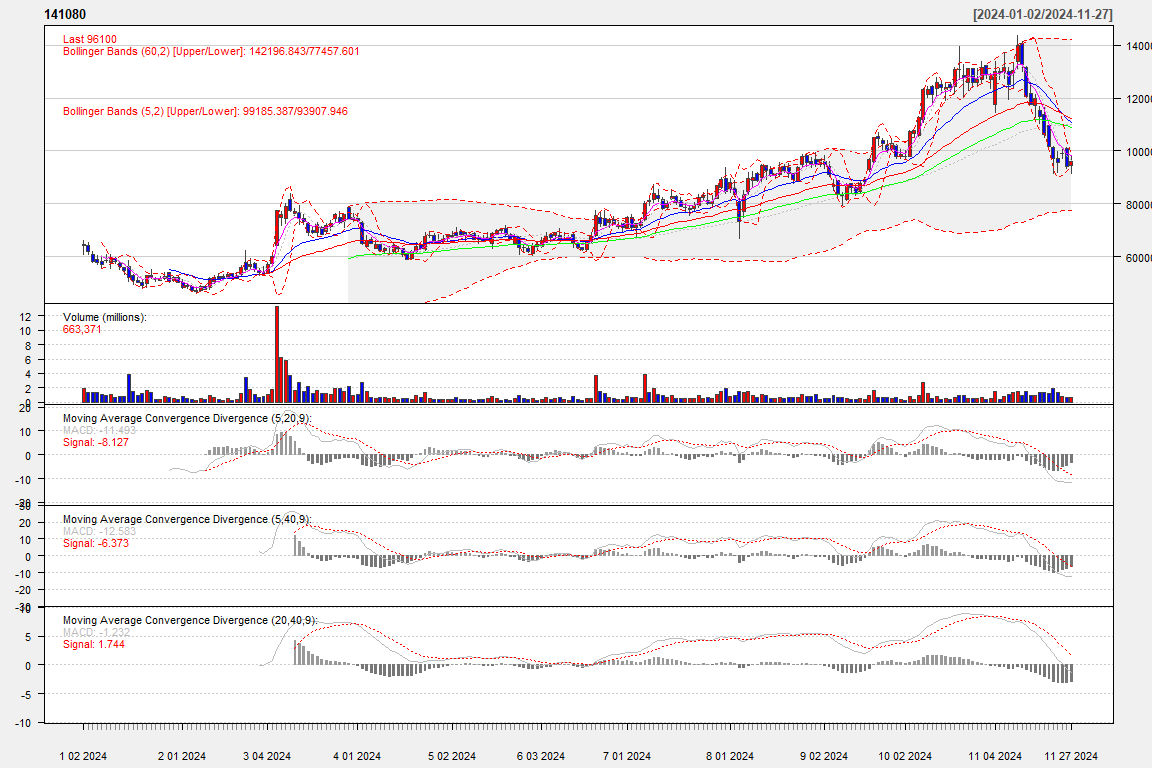 141080 [2024-01-02/2024-11-27]
Last 96100
Bollinger Bands (60,2) [Upper/Lower]: 142196.843/77457.601
Bollinger Bands (5,2) [Upper/Lower]: 99185.387/93907.946
14000
12000
10000
80000
60000
Volume (millions):
663,371
12
10
8
6
4
2
0
Moving Average Convergence Divergence (5,20,9):
MACD: -11.493
Signal: -8.127
20
10
0
-10
-20
Moving Average Convergence Divergence (5,40,9):
MACD: -12.583
Signal: -6.373
30
20
10
0
-10
-20
-30
Moving Average Convergence Divergence (20,40,9):
MACD: -1.232
Signal: 1.744
10
5
0
-5
-10
1 02 2024 2 01 2024 3 04 2024 4 01 2024 5 02 2024 6 03 2024 7 01 2024 8 01 2024 9 02 2024 10 02 2024 11 04 2024 11 27 2024